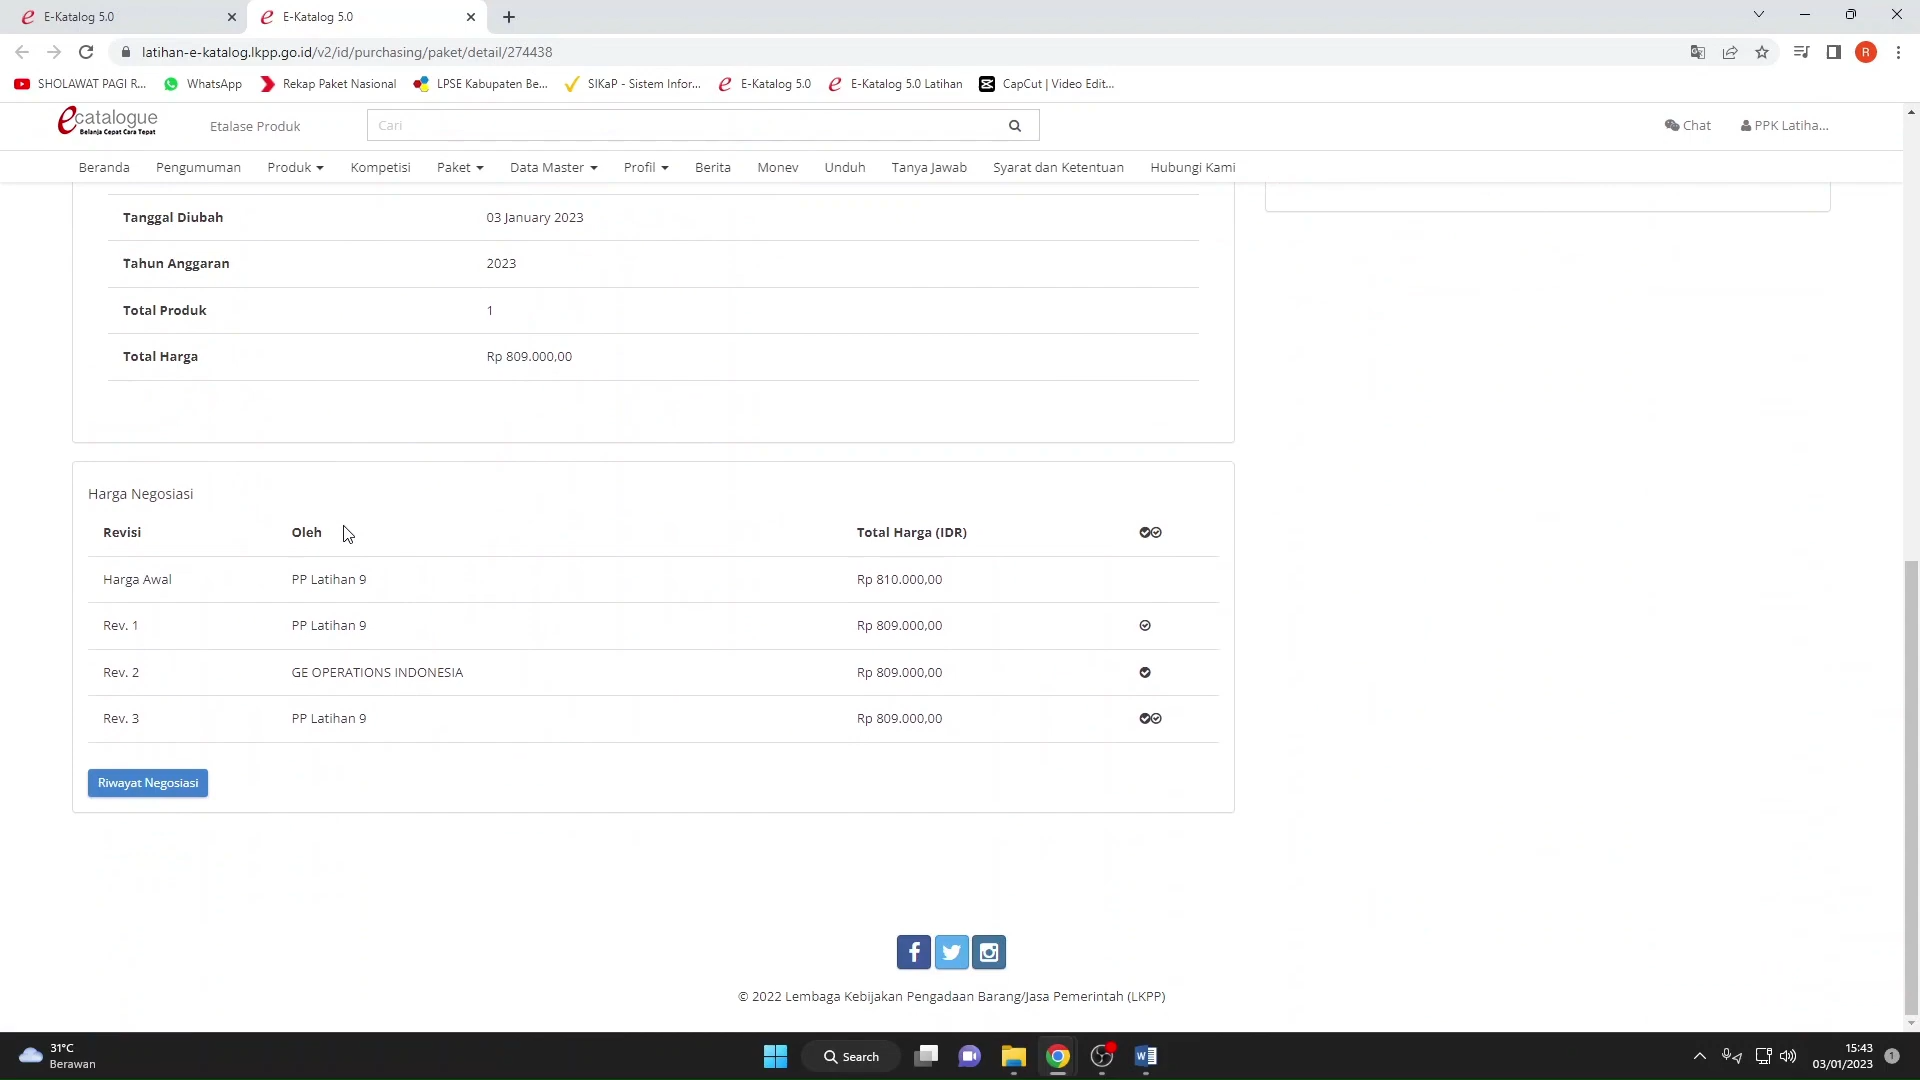 E-Katalog 5.0
E-Katalog 5.0
latihan-e-katalog.lkpp.go.id/v2/id/purchasing/paket/detail/274438
R
SHOLAWAT PAGI R...
WhatsApp
Rekap Paket Nasional
LPSE Kabupaten Be...
SIKaP - Sistem Infor...
E-Katalog 5.0
E-Katalog 5.0 Latihan
CapCut | Video Edit...
ecatalogue
Belanja Cepat Cara Tepat
Etalase Produk
Cari
Chat
PPK Latiha...
Beranda
Pengumuman
Produk
Kompetisi
Paket
Data Master
Profil
Berita
Monev
Unduh
Tanya Jawab
Syarat dan Ketentuan
Hubungi Kami
Tanggal Diubah 03 January 2023
Tahun Anggaran 2023
Total Produk 1
Total Harga Rp 809.000,00
Harga Negosiasi
Revisi Oleh Total Harga (IDR)
Harga Awal PP Latihan 9 Rp 810.000,00
Rev. 1 PP Latihan 9 Rp 809.000,00
Rev. 2 GE OPERATIONS INDONESIA Rp 809.000,00
Rev. 3 PP Latihan 9 Rp 809.000,00
Riwayat Negosiasi
© 2022 Lembaga Kebijakan Pengadaan Barang/Jasa Pemerintah (LKPP)
31°C
Berawan
Search
15:43
03/01/2023
1